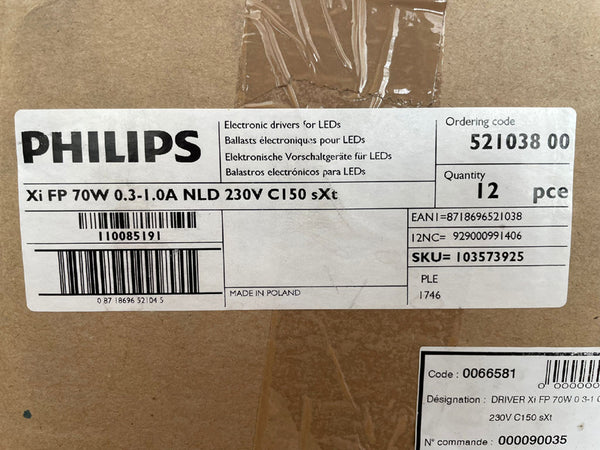 PHILIPS
Electronic drivers for LEDs
Ballasts électroniques pour LEDs
Elektronische Vorschaltgeräte für LEDs
Balastros electrónicos para LEDs
Ordering code
521038 00
Xi FP 70W 0.3-1.0A NLD 230V C150 sXt
Quantity
12 pce
110085191
EAN1=8718696521038
12NC= 929000991406
SKU= 103573925
0 87 18696 52104 5
MADE IN POLAND
PLE
1746
Code : 0066581
Désignation : DRIVER Xi FP 70W 0.3-1
230V C150 sXt
N° commande : 000090035